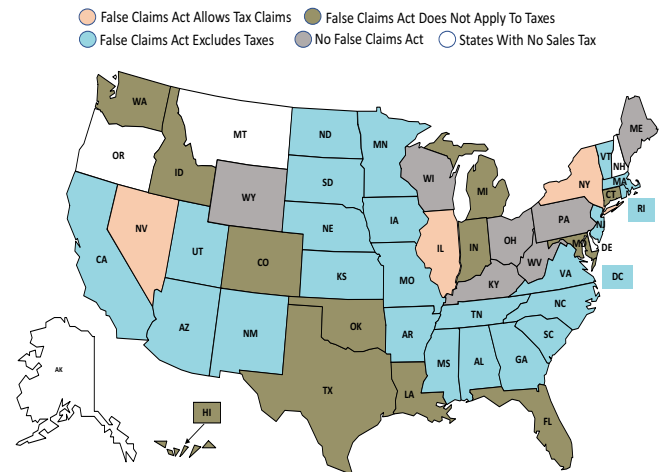 False Claims Act Allows Tax Claims
False Claims Act Does Not Apply To Taxes
False Claims Act Excludes Taxes
No False Claims Act
States With No Sales Tax
WA
MT
ND
MN
ME
VT
NH
OR
ID
SD
WI
MI
NY
MA
CT
RI
WY
IA
PA
NJ
NV
NE
IL
IN
OH
MD
DE
UT
CO
KS
MO
WV
VA
DC
CA
KY
NC
TN
AZ
NM
OK
AR
SC
MS
AL
GA
TX
LA
FL
AK
HI